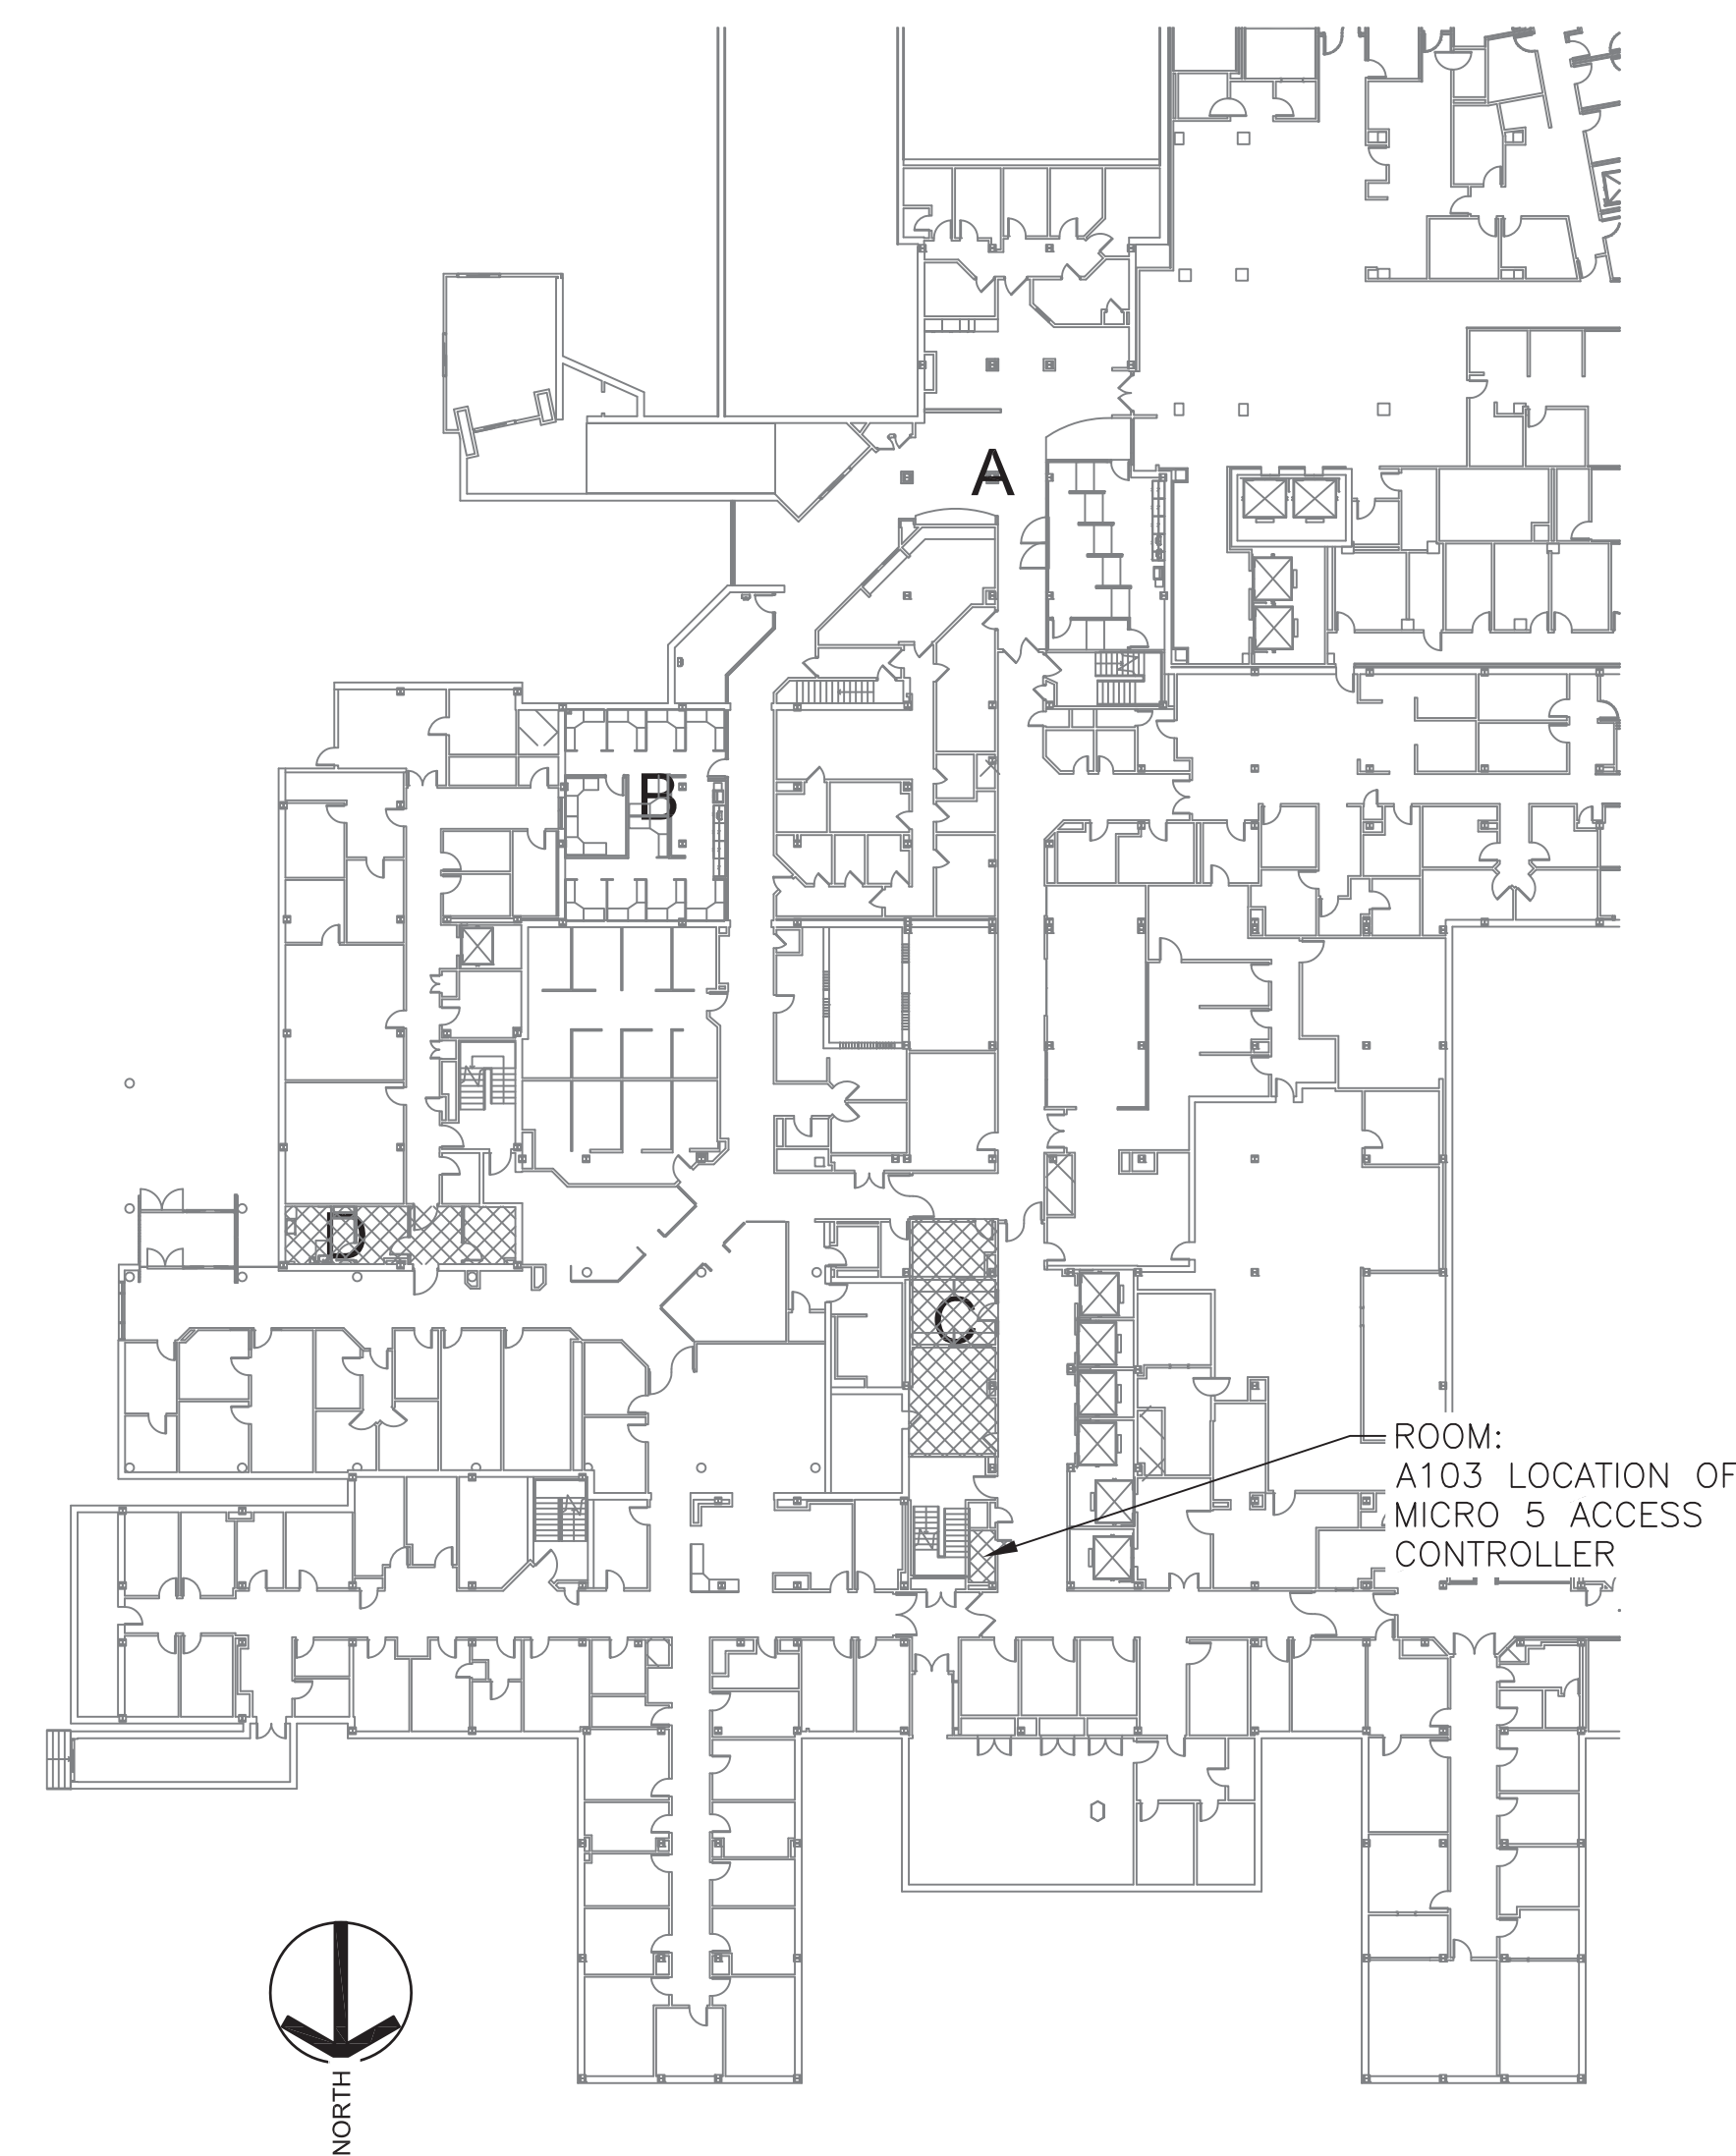 A
B
D
C
ROOM:
A103 LOCATION OF
MICRO 5 ACCESS
CONTROLLER
NORTH